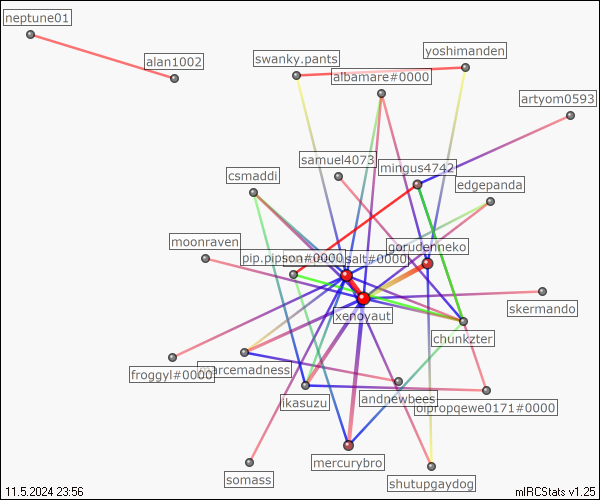 neptune01
yoshimanden
swanky.pants
alan1002
albamare#0000
artyom0593
samuel4073
mingus4742
csmaddi
edgepanda
moonraven
gorudenneko
pip.pipson#0000
salt#0000
skermando
xenoyaut
chunkzter
marcemadness
froggyl#0000
andnewbees
ikasuzu
bipropqewe0171#0000
mercurybro
somass
shutupgaydog
11.5.2024 23:56
mIRCStats v1.25